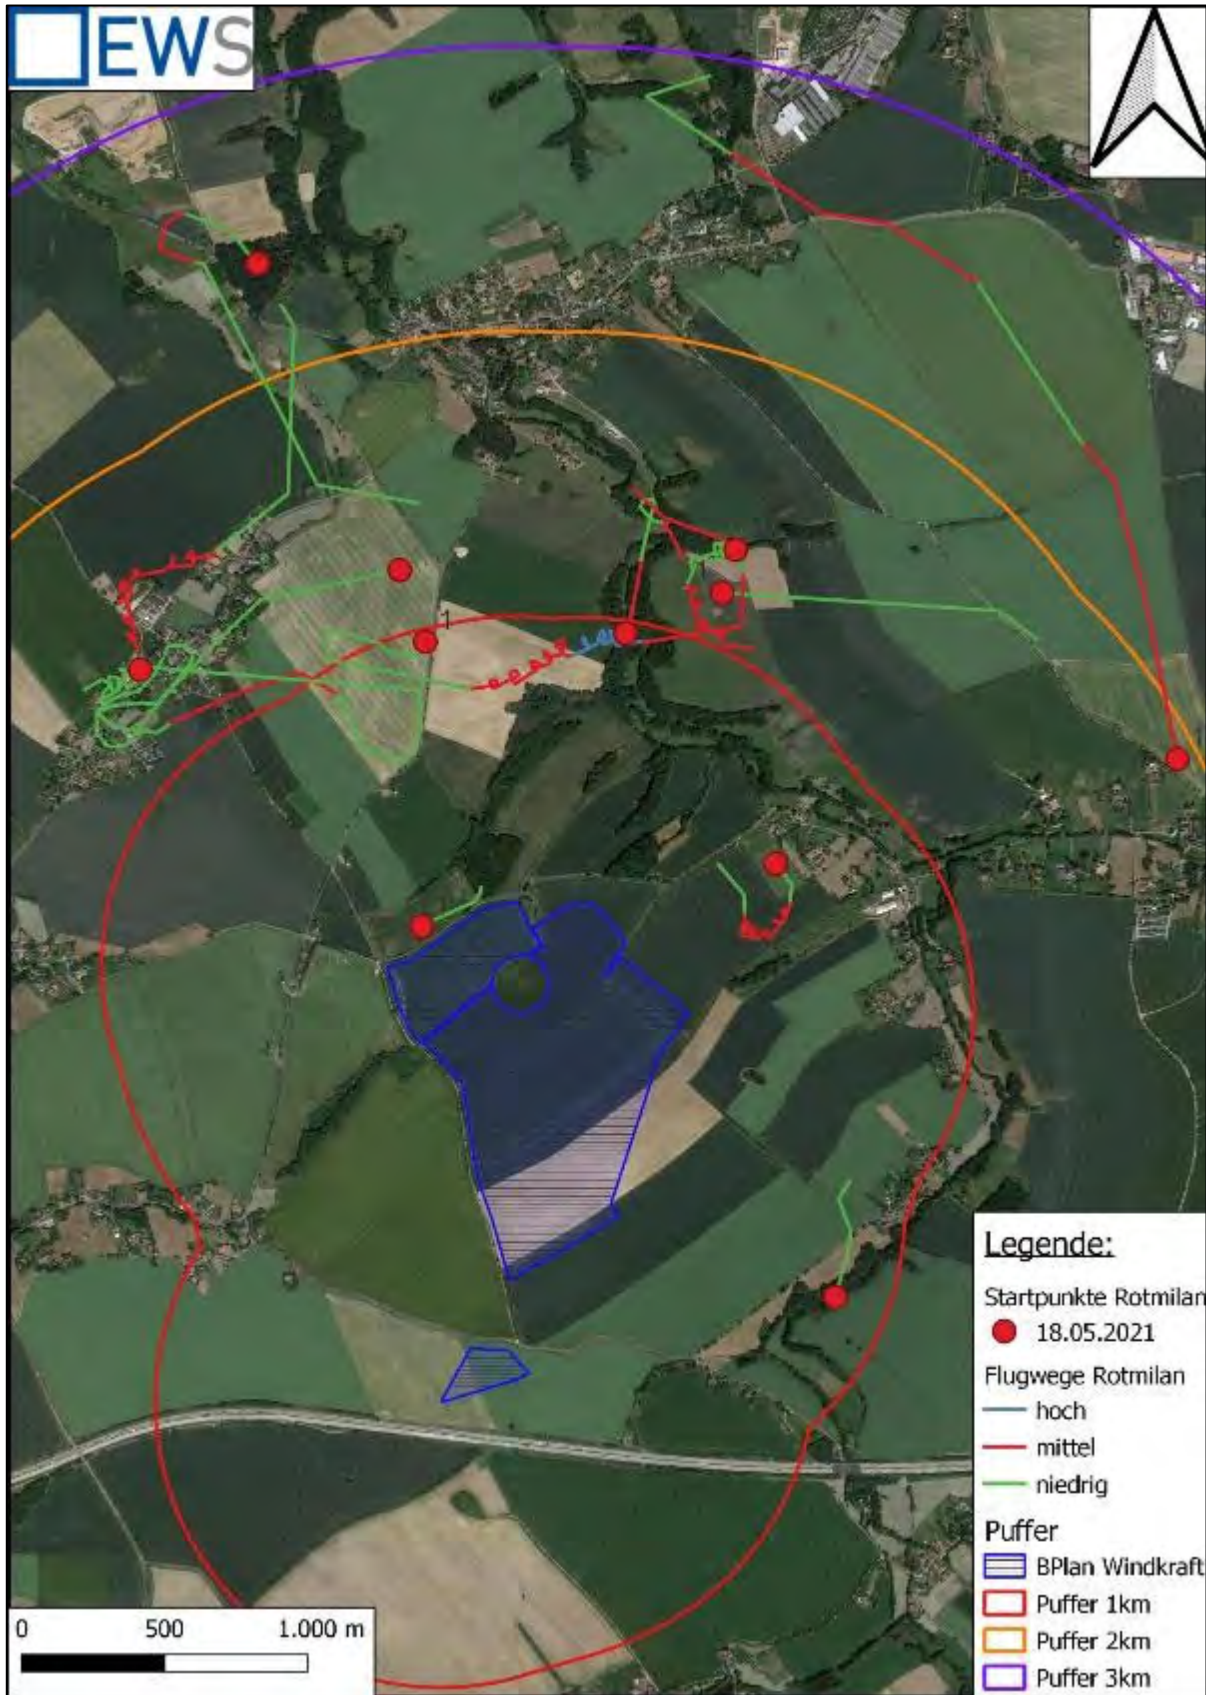 EWS
1
Legende:
Startpunkte Rotmilan
18.05.2021
Flugwege Rotmilan
hoch
mittel
niedrig
Puffer
BPlan Windkraft
Puffer 1km
Puffer 2km
Puffer 3km
0 500 1.000 m